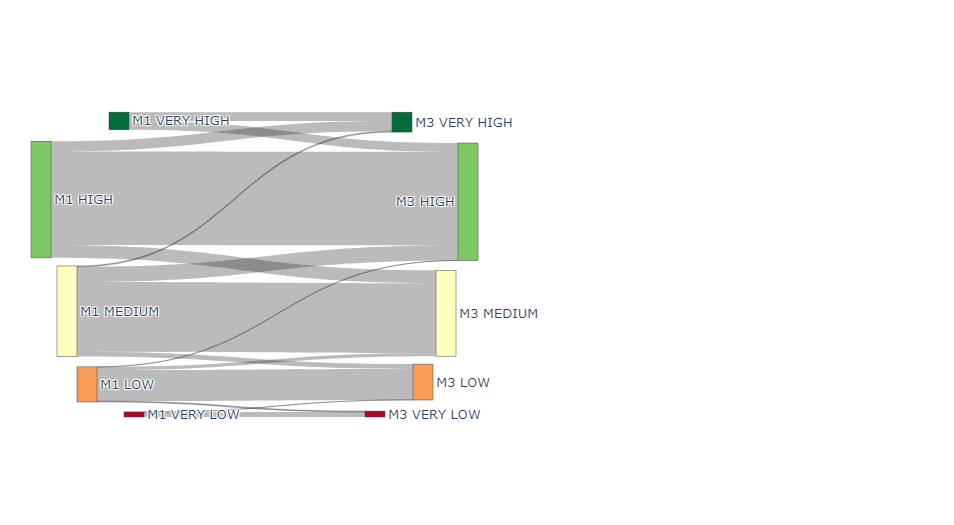 M1 VERY HIGH
M3 VERY HIGH
M1 HIGH
M3 HIGH
M1 MEDIUM
M3 MEDIUM
M1 LOW
M3 LOW
M1 VERY LOW
M3 VERY LOW